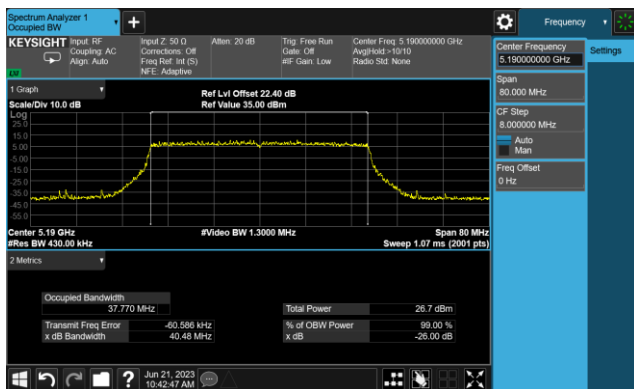 Spectrum Analyzer 1
Occupied BW
Frequency
KEYSIGHT
Input: RF
Coupling: AC
Align: Auto
Input Z: 50 Ω
Corrections: Off
Freq Ref: Int (S)
NFE: Adaptive
Atten: 20 dB
Trig: Free Run
Gate: Off
#IF Gain: Low
Center Freq: 5.190000000 GHz
Avg|Hold:>10/10
Radio Std: None
Center Frequency
5.190000000 GHz
Settings
Span
80.000 MHz
CF Step
8.000000 MHz
Auto
Man
Freq Offset
0 Hz
1 Graph
Scale/Div 10.0 dB
Ref Lvl Offset 22.40 dB
Ref Value 35.00 dBm
Log
25.0
15.0
5.00
-5.00
-15.0
-25.0
-35.0
-45.0
-55.0
Center 5.19 GHz
#Video BW 1.3000 MHz
Span 80 MHz
#Res BW 430.00 kHz
Sweep 1.07 ms (2001 pts)
2 Metrics
Occupied Bandwidth
37.770 MHz
Total Power
26.7 dBm
Transmit Freq Error
-60.586 kHz
% of OBW Power
99.00 %
x dB Bandwidth
40.48 MHz
x dB
-26.00 dB
Jun 21, 2023
10:42:47 AM